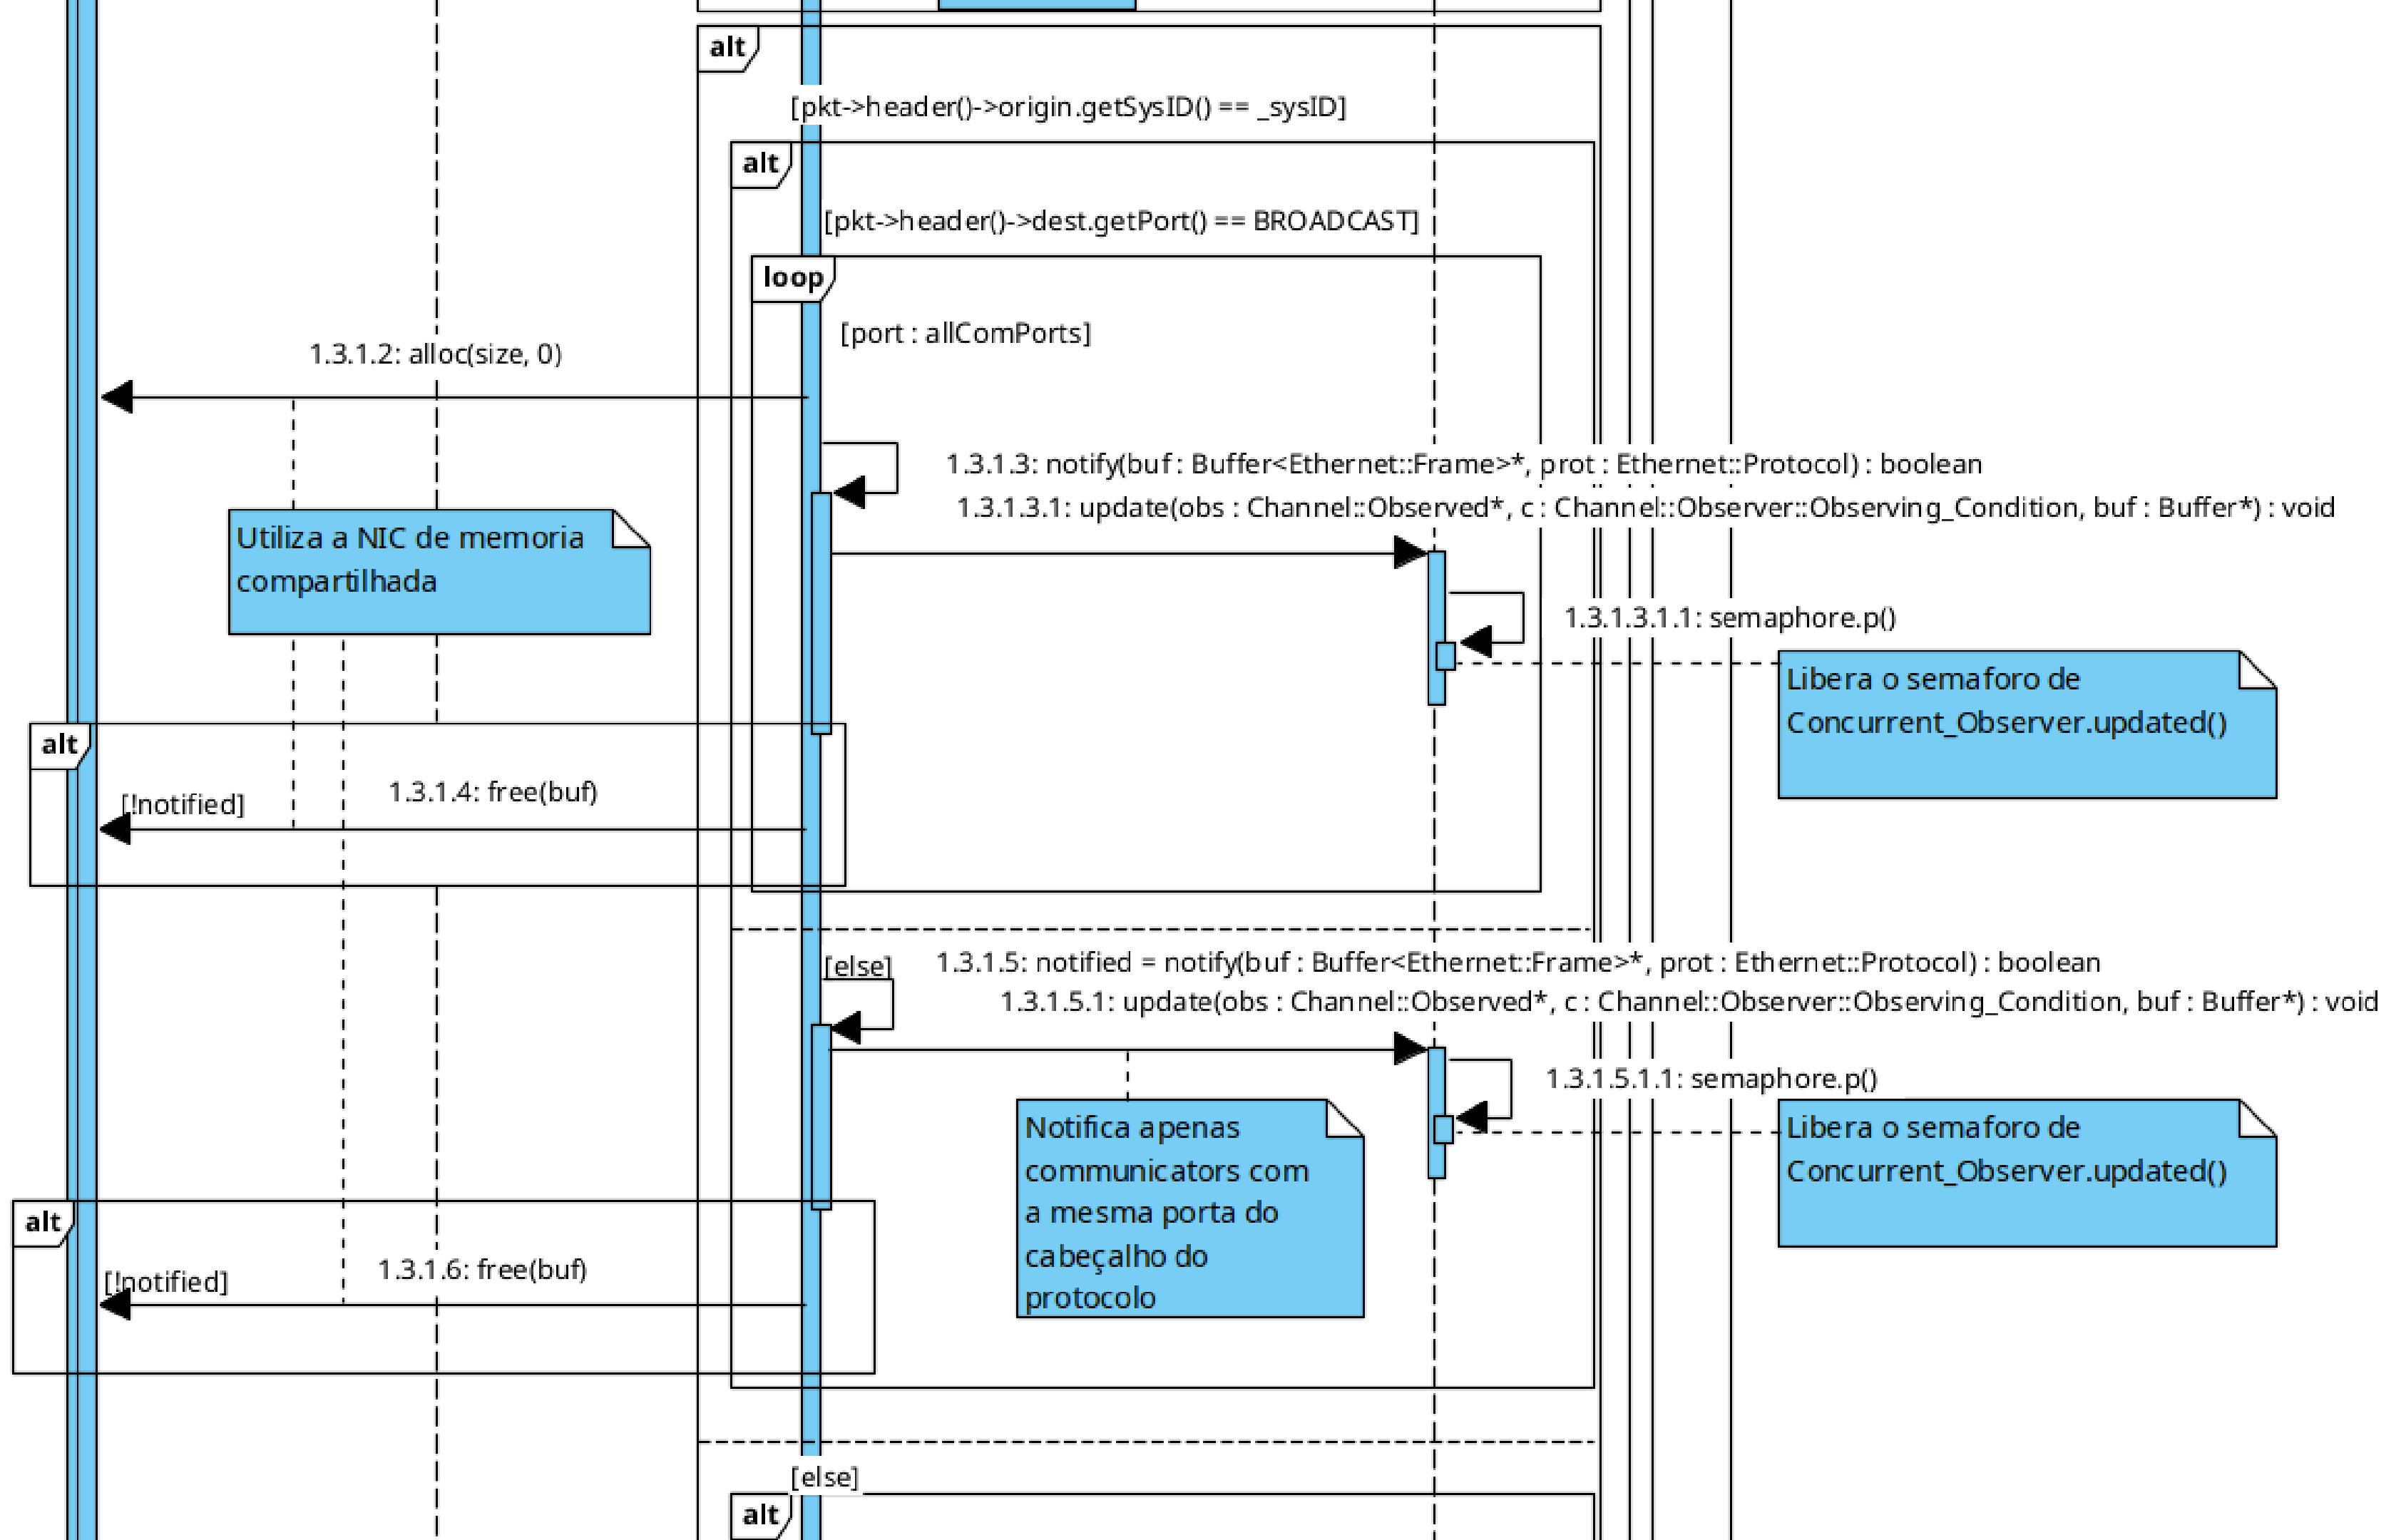 alt
[pkt->header()->origin.getSysID() == _sysID]
alt
[pkt->header()->dest.getPort() == BROADCAST]
loop
[port : allComPorts]
1.3.1.2: alloc(size, 0)
1.3.1.3: notify(buf : Buffer<Ethernet::Frame>*, prot : Ethernet::Protocol) : boolean
1.3.1.3.1: update(obs : Channel::Observed*, c : Channel::Observer::Observing_Condition, buf : Buffer*) : void
Utiliza a NIC de memoria
compartilhada
1.3.1.3.1.1: semaphore.p()
Libera o semaforo de
Concurrent_Observer.updated()
alt
[!notified]
1.3.1.4: free(buf)
[else]
1.3.1.5: notified = notify(buf : Buffer<Ethernet::Frame>*, prot : Ethernet::Protocol) : boolean
1.3.1.5.1: update(obs : Channel::Observed*, c : Channel::Observer::Observing_Condition, buf : Buffer*) : void
1.3.1.5.1.1: semaphore.p()
Notifica apenas
communicators com
a mesma porta do
cabeçalho do
protocolo
Libera o semaforo de
Concurrent_Observer.updated()
alt
[!notified]
1.3.1.6: free(buf)
[else]
alt